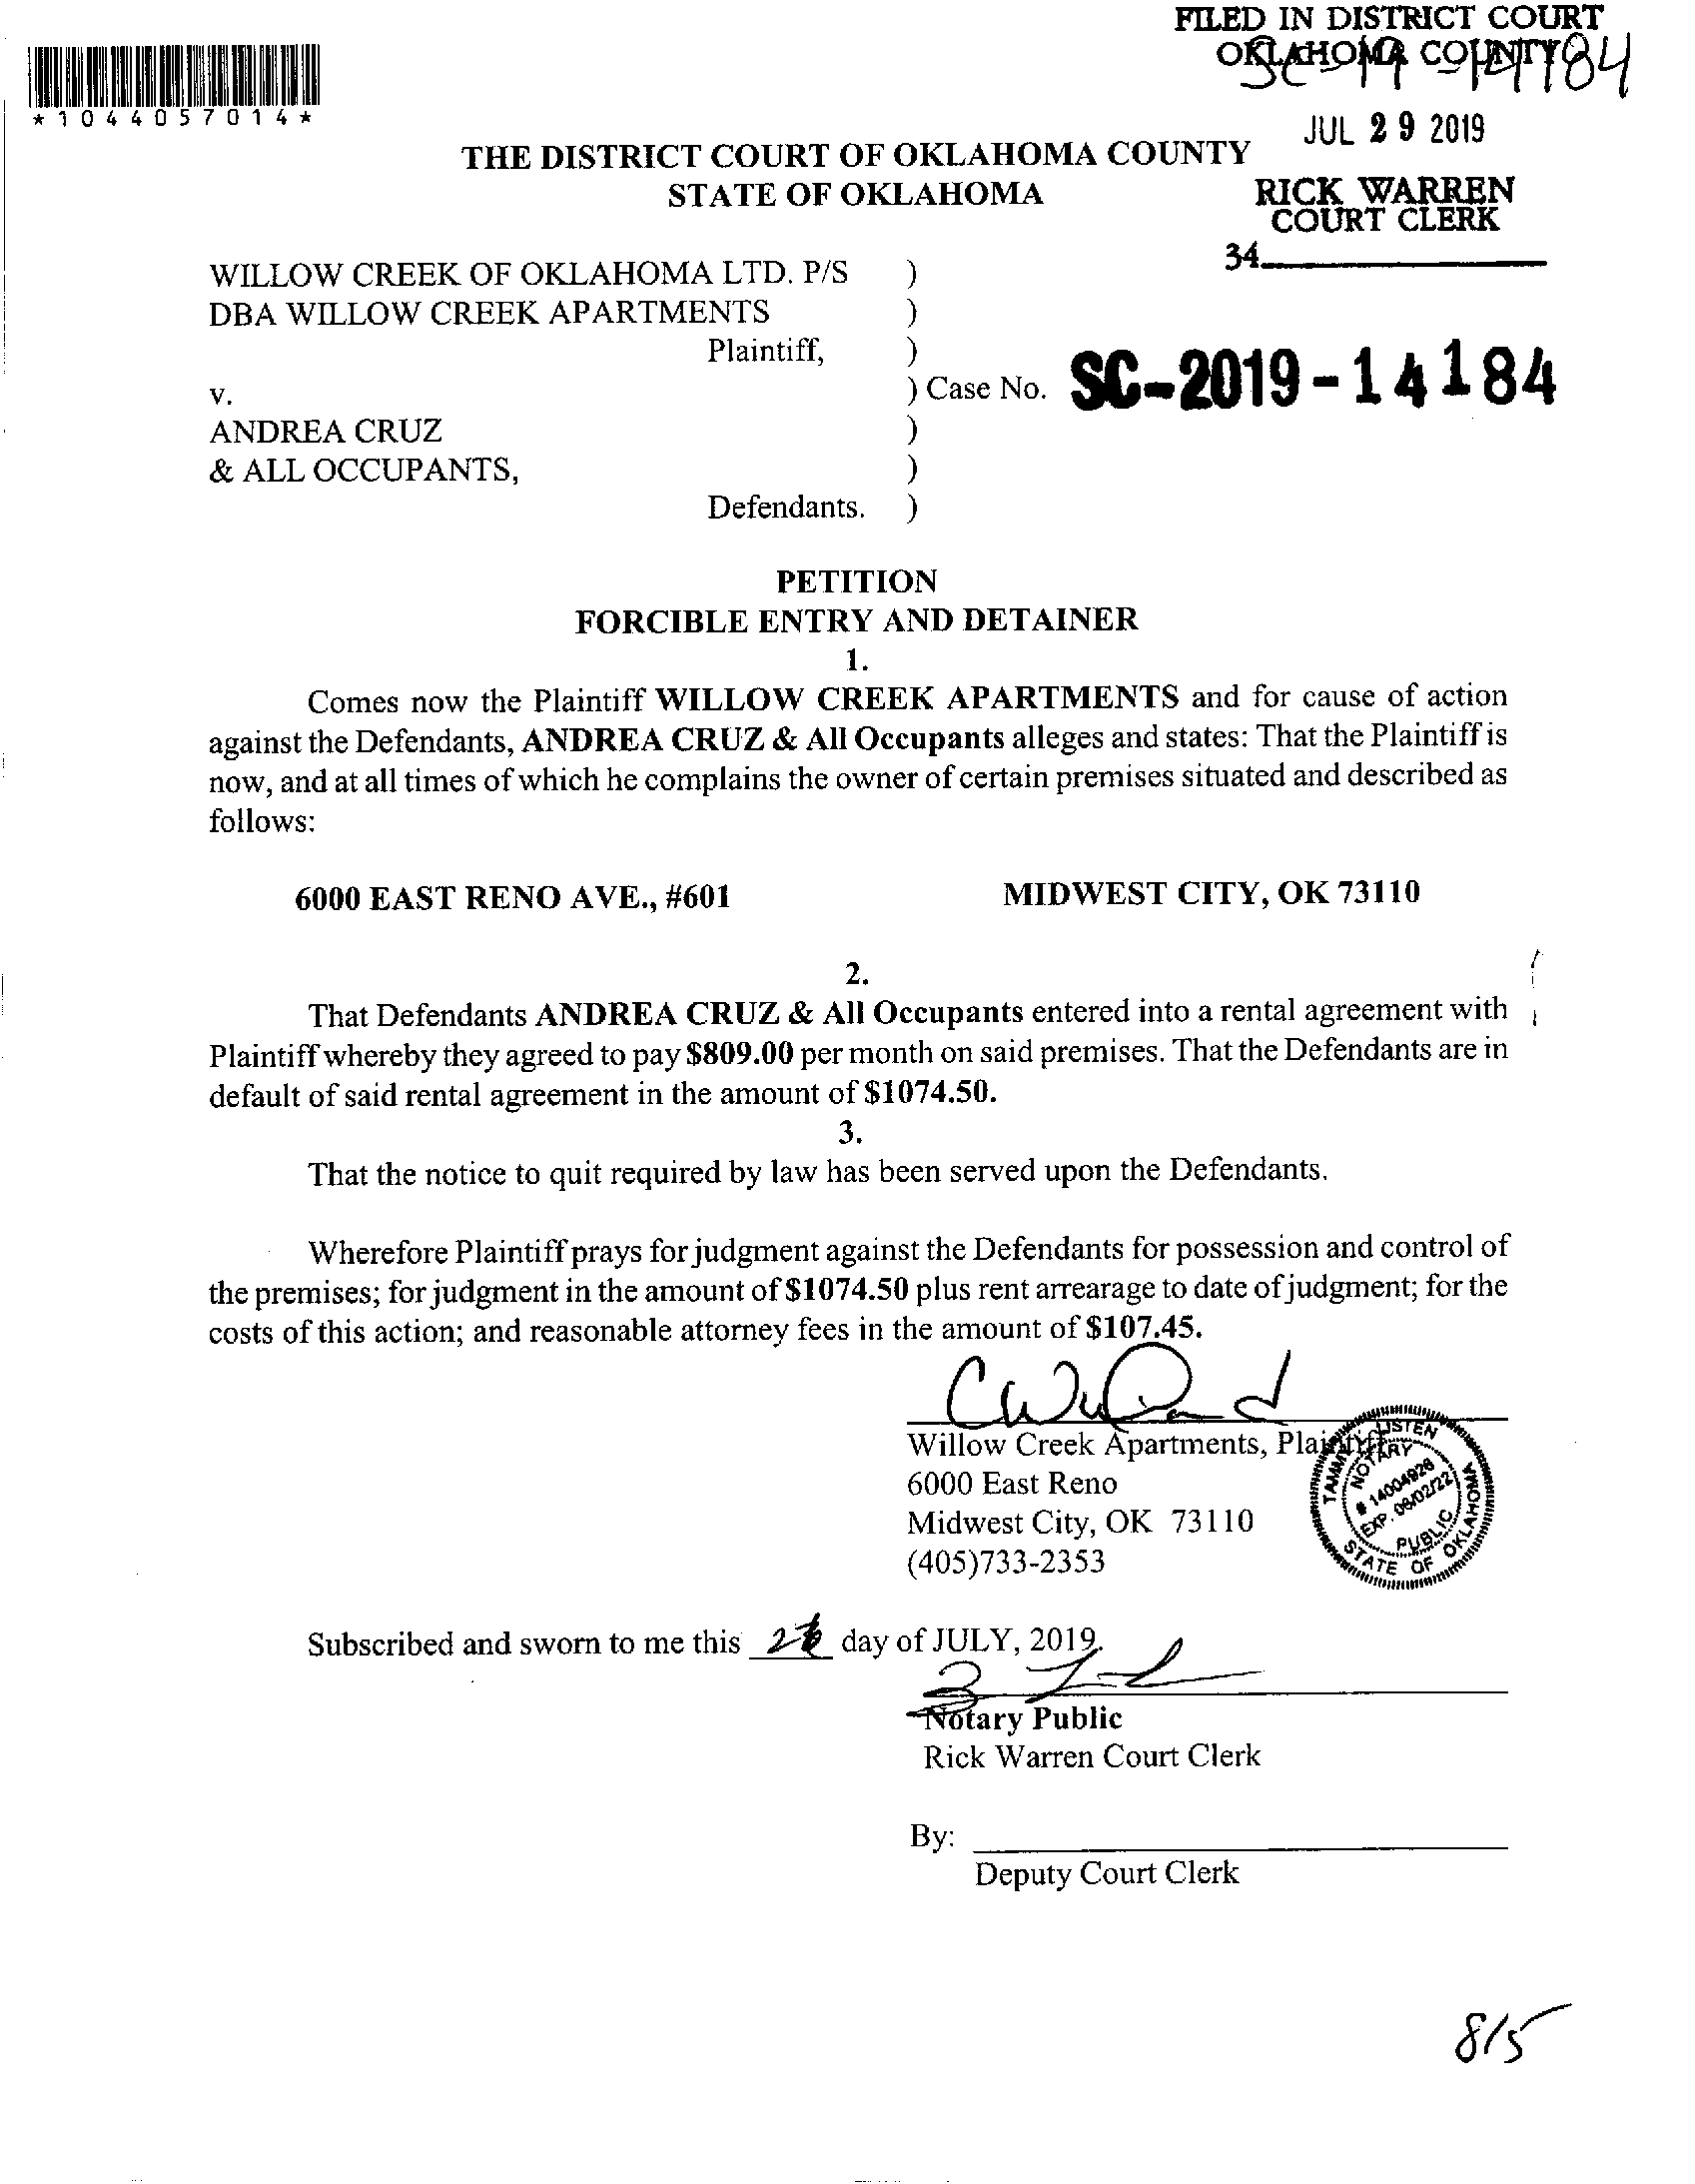 FILED IN DISTRICT COURT
OKLAHOMA COUNTY
SC-19-14184
*1044057014*
JUL 29 2019
THE DISTRICT COURT OF OKLAHOMA COUNTY
STATE OF OKLAHOMA
RICK WARREN
COURT CLERK
34
WILLOW CREEK OF OKLAHOMA LTD. P/S )
DBA WILLOW CREEK APARTMENTS )
Plaintiff, )
v. ) Case No. SC-2019-14184
ANDREA CRUZ )
& ALL OCCUPANTS, )
Defendants. )
PETITION
FORCIBLE ENTRY AND DETAINER
1.
Comes now the Plaintiff WILLOW CREEK APARTMENTS and for cause of action
against the Defendants, ANDREA CRUZ & All Occupants alleges and states: That the Plaintiff is
now, and at all times of which he complains the owner of certain premises situated and described as
follows:
6000 EAST RENO AVE., #601 MIDWEST CITY, OK 73110
2.
That Defendants ANDREA CRUZ & All Occupants entered into a rental agreement with
Plaintiff whereby they agreed to pay $809.00 per month on said premises. That the Defendants are in
default of said rental agreement in the amount of $1074.50.
3.
That the notice to quit required by law has been served upon the Defendants.
Wherefore Plaintiff prays for judgment against the Defendants for possession and control of
the premises; for judgment in the amount of $1074.50 plus rent arrearage to date of judgment; for the
costs of this action; and reasonable attorney fees in the amount of $107.45.
Willow Creek Apartments, Plaintiff
6000 East Reno
Midwest City, OK 73110
(405)733-2353
NOTARY
# 14004926
EXP. 06/02/22
PUBLIC
STATE OF OKLAHOMA
Subscribed and sworn to me this day of JULY, 2019.
Notary Public
Rick Warren Court Clerk
By:
Deputy Court Clerk
8/5